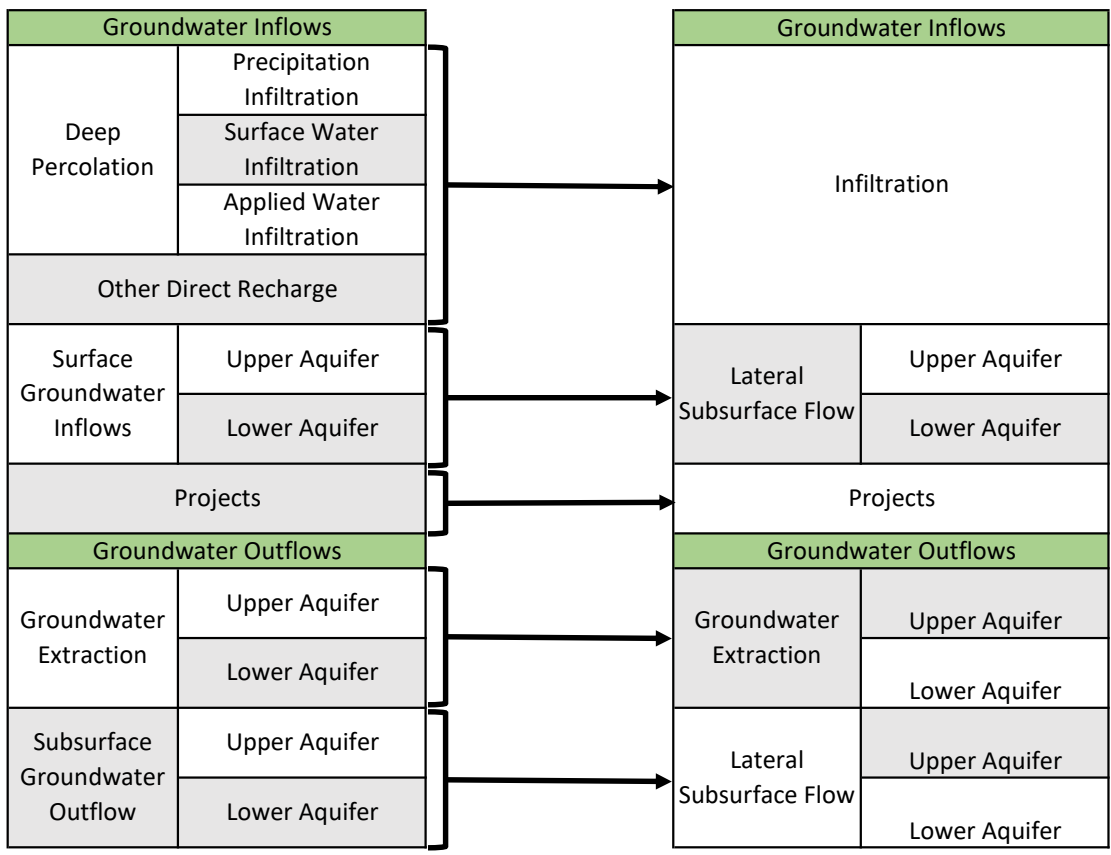 Groundwater Inflows
Deep
Percolation
Precipitation
Infiltration
Surface Water
Infiltration
Applied Water
Infiltration
Other Direct Recharge
Surface
Groundwater
Inflows
Upper Aquifer
Lower Aquifer
Projects
Groundwater Outflows
Groundwater
Extraction
Upper Aquifer
Lower Aquifer
Subsurface
Groundwater
Outflow
Upper Aquifer
Lower Aquifer
Groundwater Inflows
Infiltration
Lateral
Subsurface Flow
Upper Aquifer
Lower Aquifer
Projects
Groundwater Outflows
Groundwater
Extraction
Upper Aquifer
Lower Aquifer
Lateral
Subsurface Flow
Upper Aquifer
Lower Aquifer